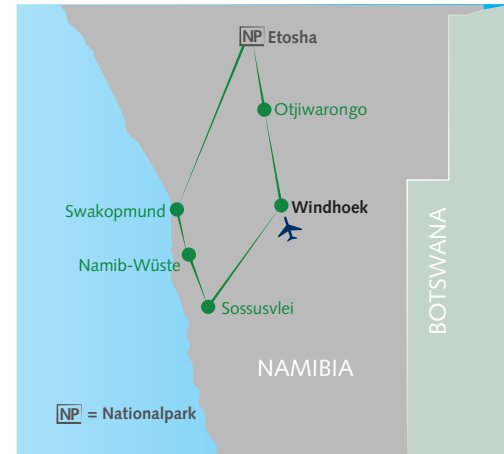 NP Etosha
Otjiwarongo
Swakopmund
Windhoek
Namib-Wüste
Sossusvlei
BOTSWANA
NAMIBIA
NP = Nationalpark